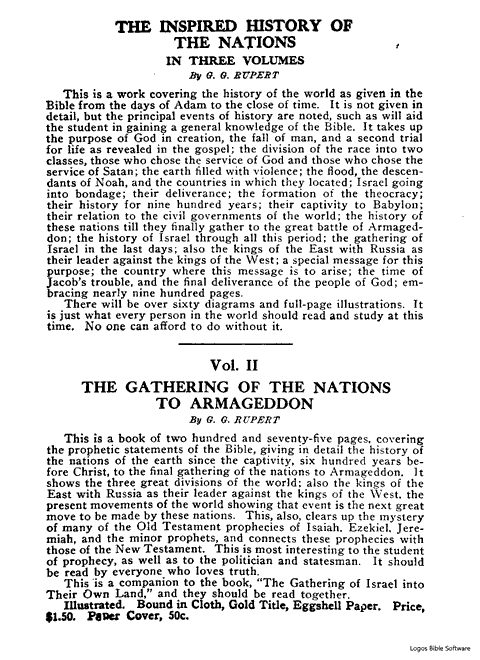 THE INSPIRED HISTORY OF
THE NATIONS
IN THREE VOLUMES
By G. G. RUPERT
This is a work covering the history of the world as given in the
Bible from the days of Adam to the close of time. It is not given in
detail, but the principal events of history are noted, such as will aid
the student in gaining a general knowledge of the Bible. It takes up
the purpose of God in creation, the fall of man, and a second trial
for life as revealed in the gospel; the division of the race into two
classes, those who chose the service of God and those who chose the
service of Satan; the earth filled with violence; the flood, the descen-
dants of Noah, and the countries in which they located; Israel going
into bondage; their deliverance; the formation of the theocracy;
their history for nine hundred years; their captivity to Babylon;
their relation to the civil governments of the world; the history of
these nations till they finally gather to the great battle of Armaged-
don; the history of Israel through all this period; the gathering of
Israel in the last days; also the kings of the East with Russia as
their leader against the kings of the West; a special message for this
purpose; the country where this message is to arise; the time of
Jacob's trouble, and the final deliverance of the people of God; em-
bracing nearly nine hundred pages.
There will be over sixty diagrams and full-page illustrations. It
is just what every person in the world should read and study at this
time. No one can afford to do without it.
Vol. II
THE GATHERING OF THE NATIONS
TO ARMAGEDDON
By G. G. RUPERT
This is a book of two hundred and seventy-five pages, covering
the prophetic statements of the Bible, giving in detail the history of
the nations of the earth since the captivity, six hundred years be-
fore Christ, to the final gathering of the nations to Armageddon. It
shows the three great divisions of the world; also the kings of the
East with Russia as their leader against the kings of the West, the
present movements of the world showing that event is the next great
move to be made by these nations. This, also, clears up the mystery
of many of the Old Testament prophecies of Isaiah, Ezekiel, Jere-
miah, and the minor prophets, and connects these prophecies with
those of the New Testament. This is most interesting to the student
of prophecy, as well as to the politician and statesman. It should
be read by everyone who loves truth.
This is a companion to the book, "The Gathering of Israel into
Their Own Land," and they should be read together.
Illustrated. Bound in Cloth, Gold Title, Eggshell Paper. Price,
$1.50. Paper Cover, 50c.
Logos Bible Software